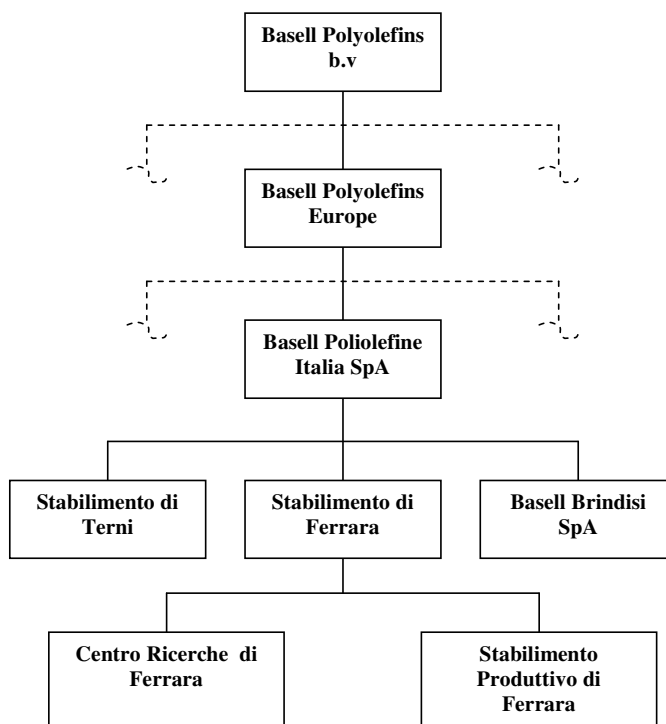 Basell Polyolefins
b.v
Basell Polyolefins
Europe
Basell Poliolefine
Italia SpA
Stabilimento di
Terni
Stabilimento di
Ferrara
Basell Brindisi
SpA
Centro Ricerche di
Ferrara
Stabilimento
Produttivo di
Ferrara